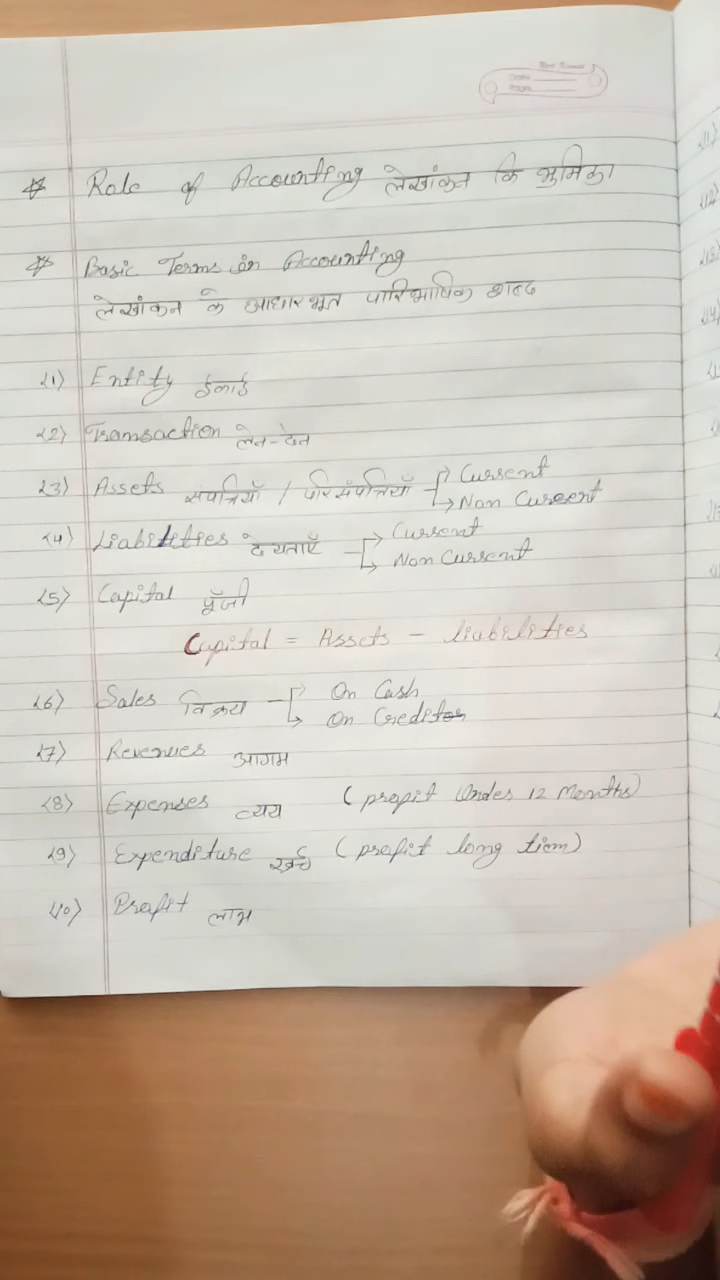 * Role of Accounting लेखांकन कि भुमिका
* Basic Terms in Accounting
लेखांकन के आधारभूत पारिभाषिक शब्द
(1) Entity ईकाई
(2) Transaction लेन-देन
(3) Assets संपत्तियाँ / परिसंपत्तियाँ → Current
→ Non Current
(4) Liabilities देयताएँ → Current
→ Non Current
(5) Capital पूँजी
Capital = Assets - liabilities
(6) Sales विक्रय → On Cash
→ On Credit
(7) Revenues आगम
(8) Expenses व्यय (profit Under 12 Months)
(9) Expenditure खर्च (profit long tiem)
(10) Profit लाभ